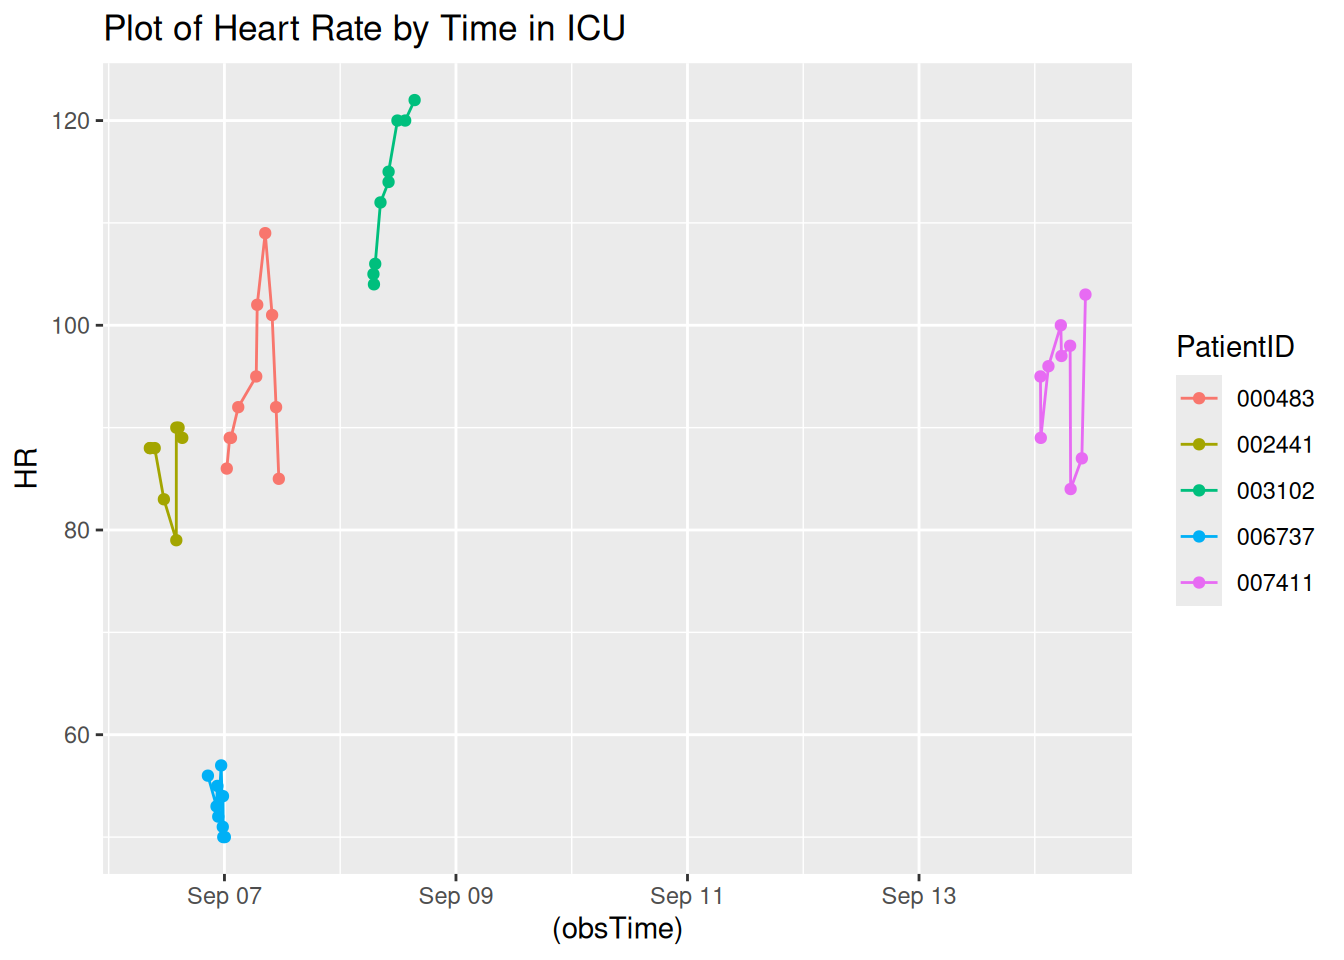 Plot of Heart Rate by Time in ICU
120
100
80
60
HR
Sep 07
Sep 09
Sep 11
Sep 13
(obsTime)
PatientID
000483
002441
003102
006737
007411